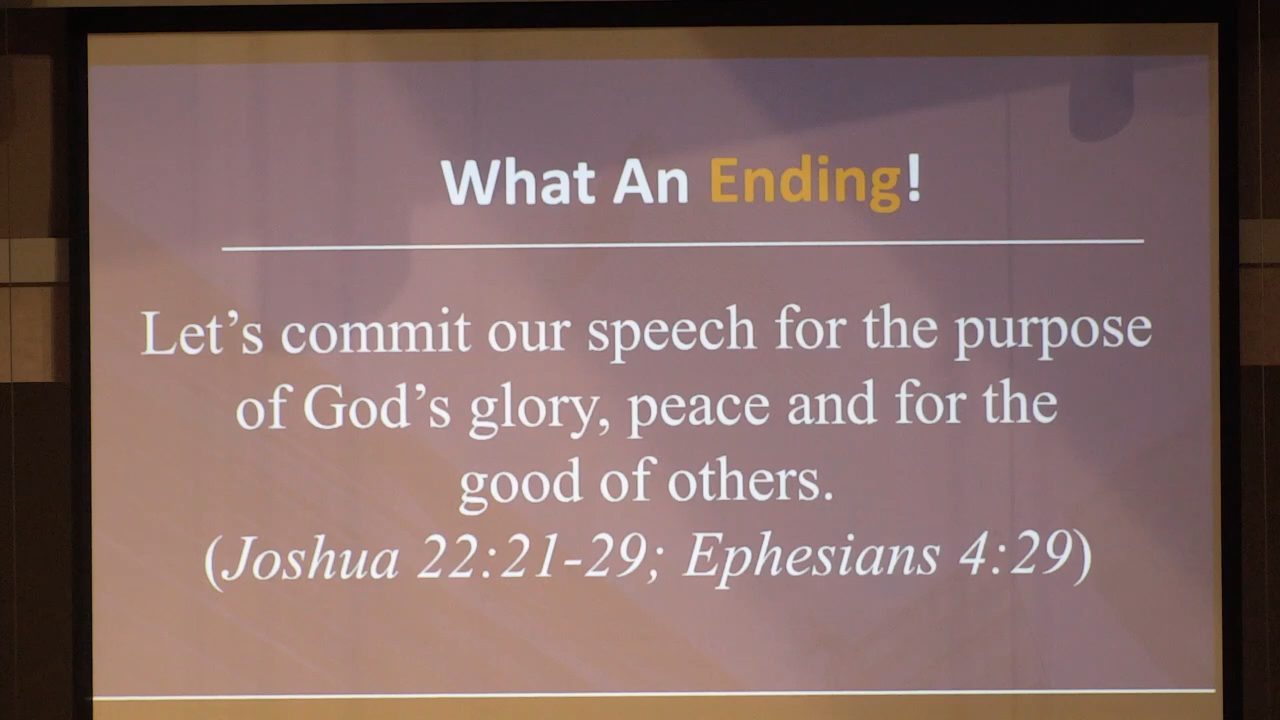 What An Ending!
Let’s commit our speech for the purpose
of God’s glory, peace and for the
good of others.
(Joshua 22:21-29; Ephesians 4:29)